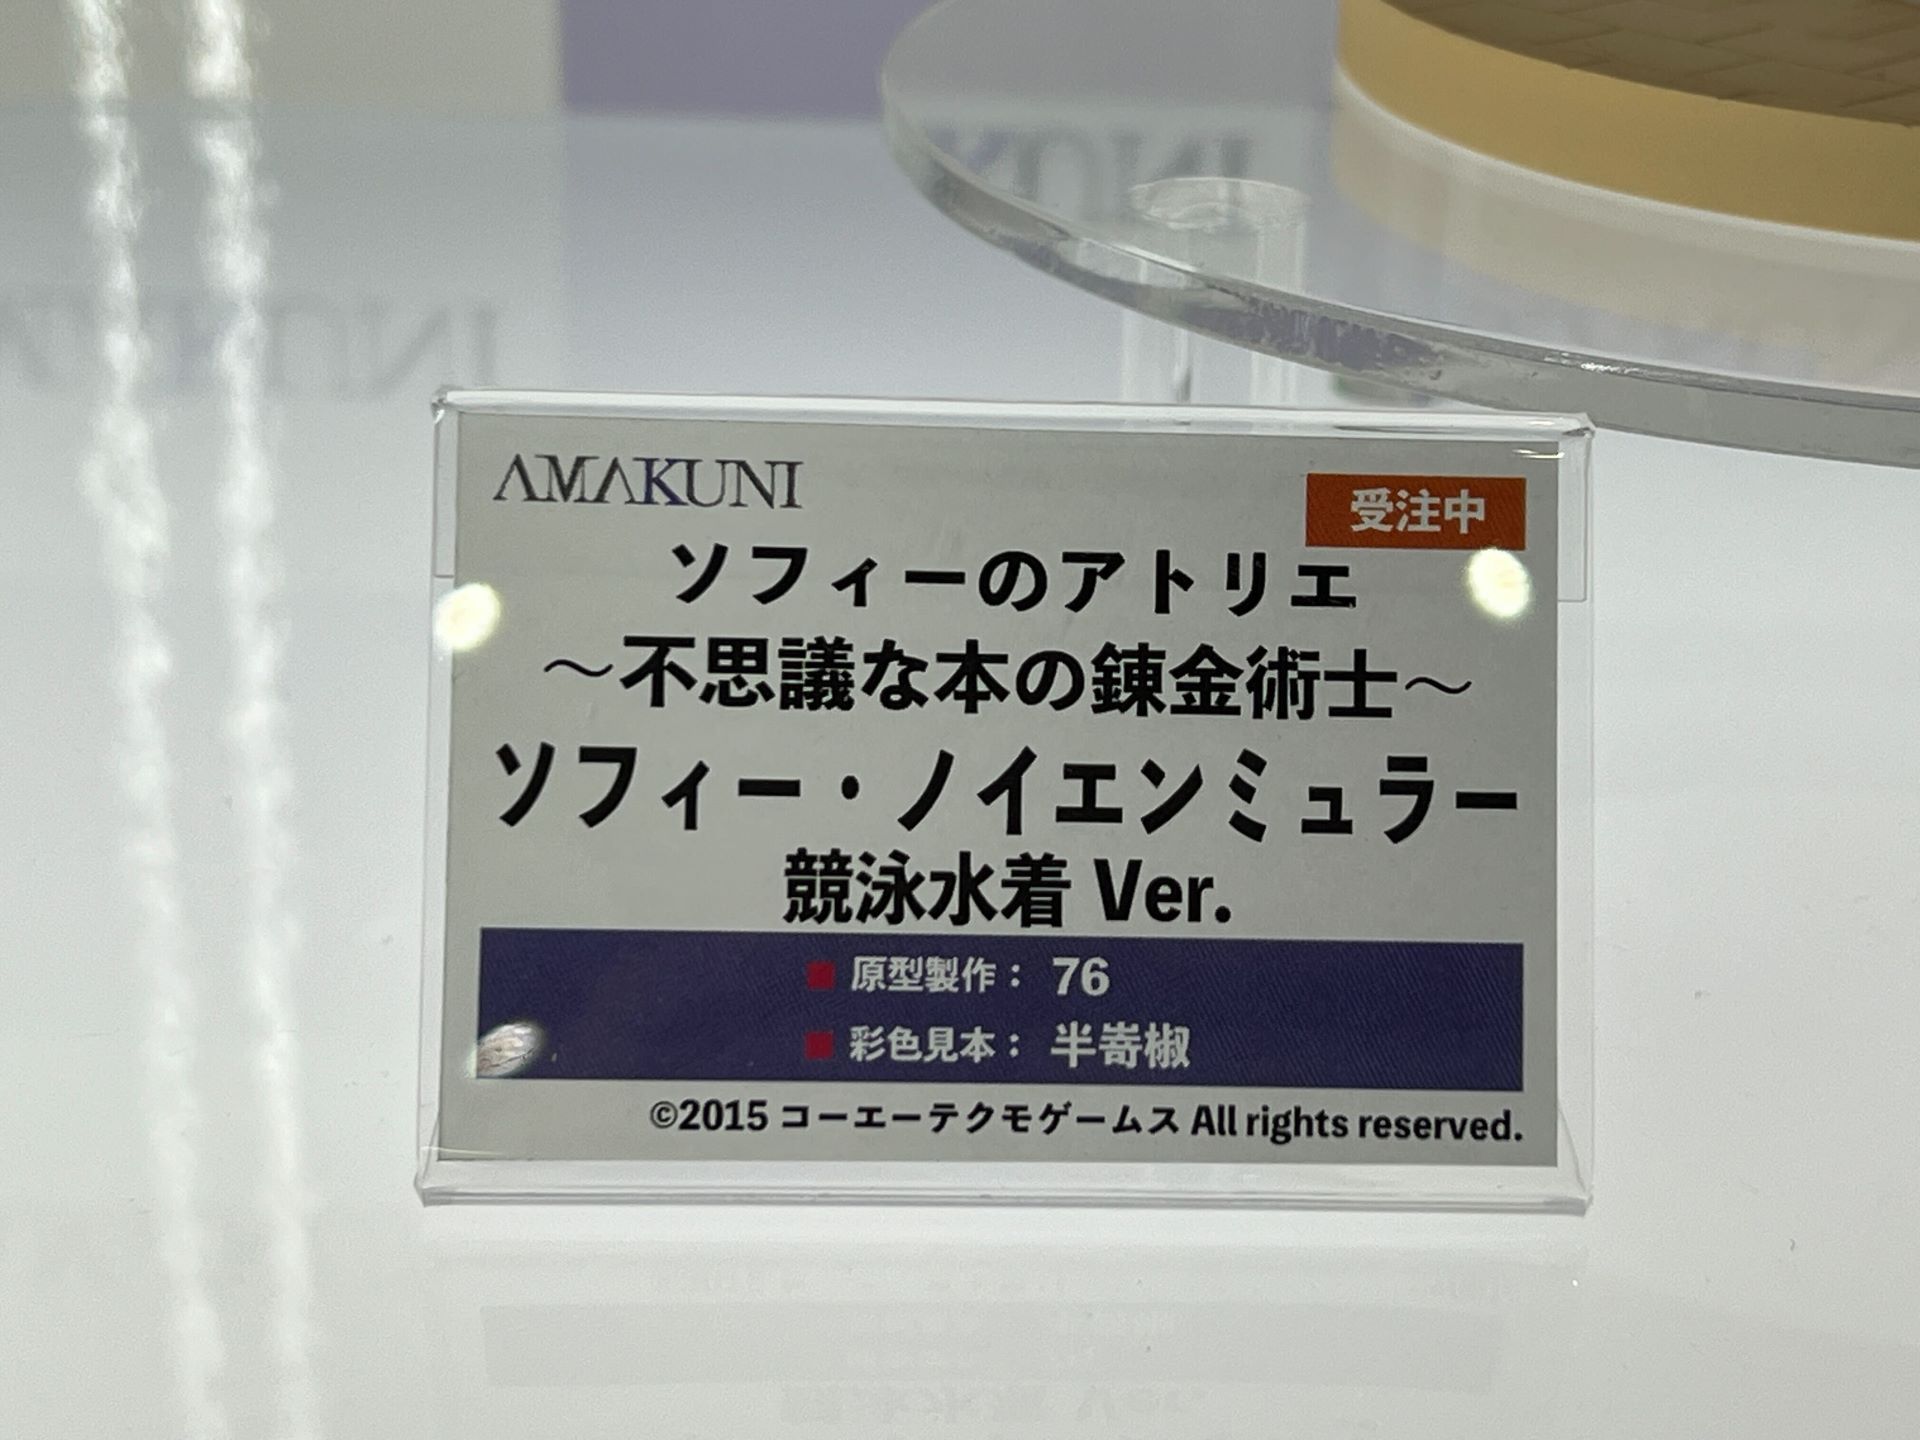 AMAKUNI
受注中
ソフィーのアトリエ
～不思議な本の錬金術士～
ソフィー・ノイエンミュラー
競泳水着 Ver.
■ 原型製作： 76
■ 彩色見本： 半嵜椒
©2015 コーエーテクモゲームス All rights reserved.